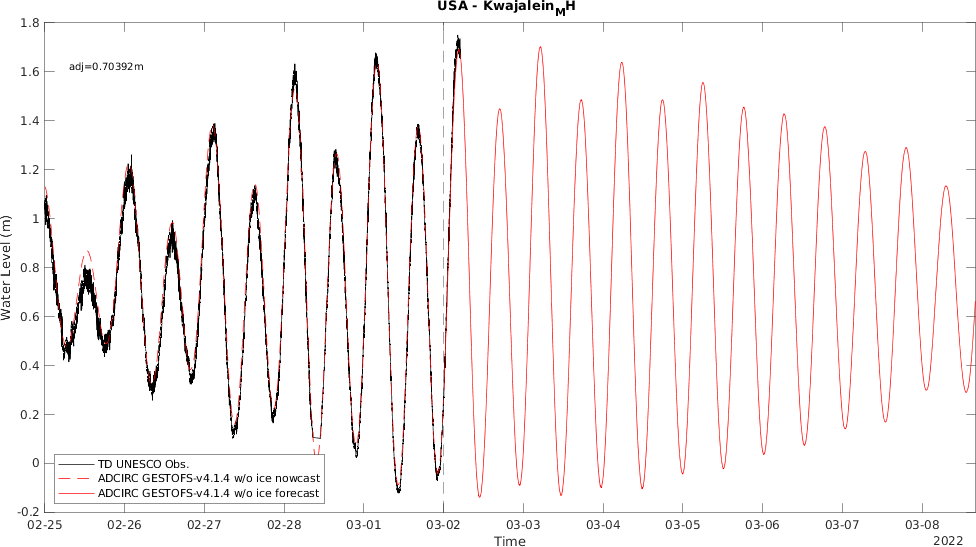 USA - KwajaleinMH
1.8
1.6
1.4
1.2
1
0.8
0.6
0.4
0.2
0
-0.2
adj=0.70392m
Water Level (m)
TD UNESCO Obs.
ADCIRC GESTOFS-v4.1.4 w/o ice nowcast
ADCIRC GESTOFS-v4.1.4 w/o ice forecast
02-25 02-26 02-27 02-28 03-01 03-02 03-03 03-04 03-05 03-06 03-07 03-08
Time
2022